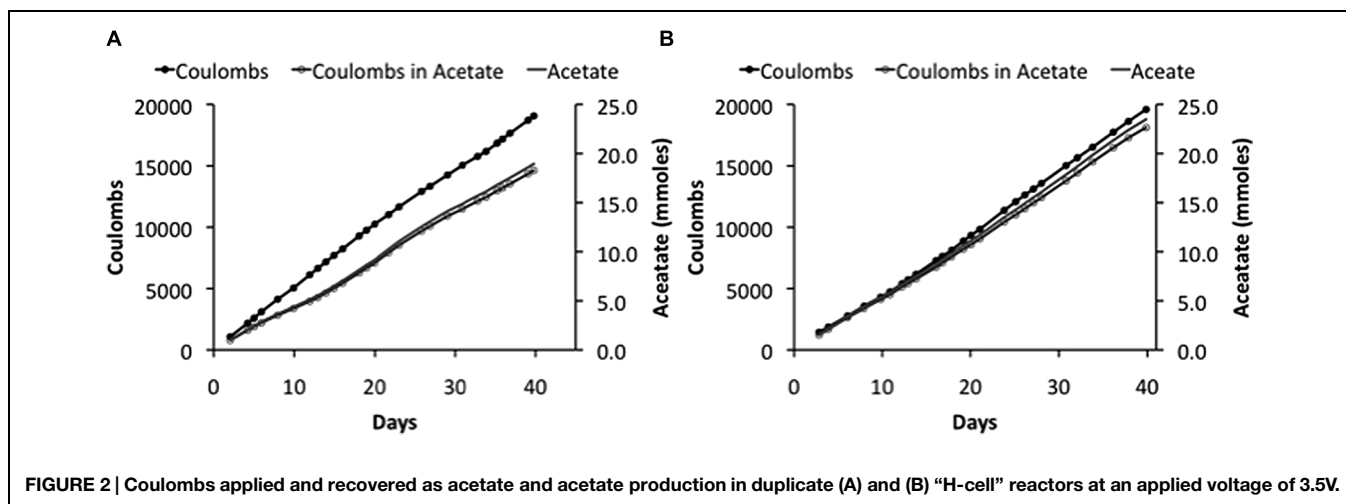 A
B
Coulombs Coulombs in Acetate Acetate
Coulombs Coulombs in Acetate Aceate
20000
15000
10000
5000
0
25.0
20.0
15.0
10.0
5.0
0.0
Coulombs
Aceatate (mmoles)
0 10 20 30 40
Days
20000
15000
10000
5000
0
25.0
20.0
15.0
10.0
5.0
0.0
Coulombs
Aceatate (mmoles)
0 10 20 30 40
Days
FIGURE 2 | Coulombs applied and recovered as acetate and acetate production in duplicate (A) and (B) “H-cell” reactors at an applied voltage of 3.5V.